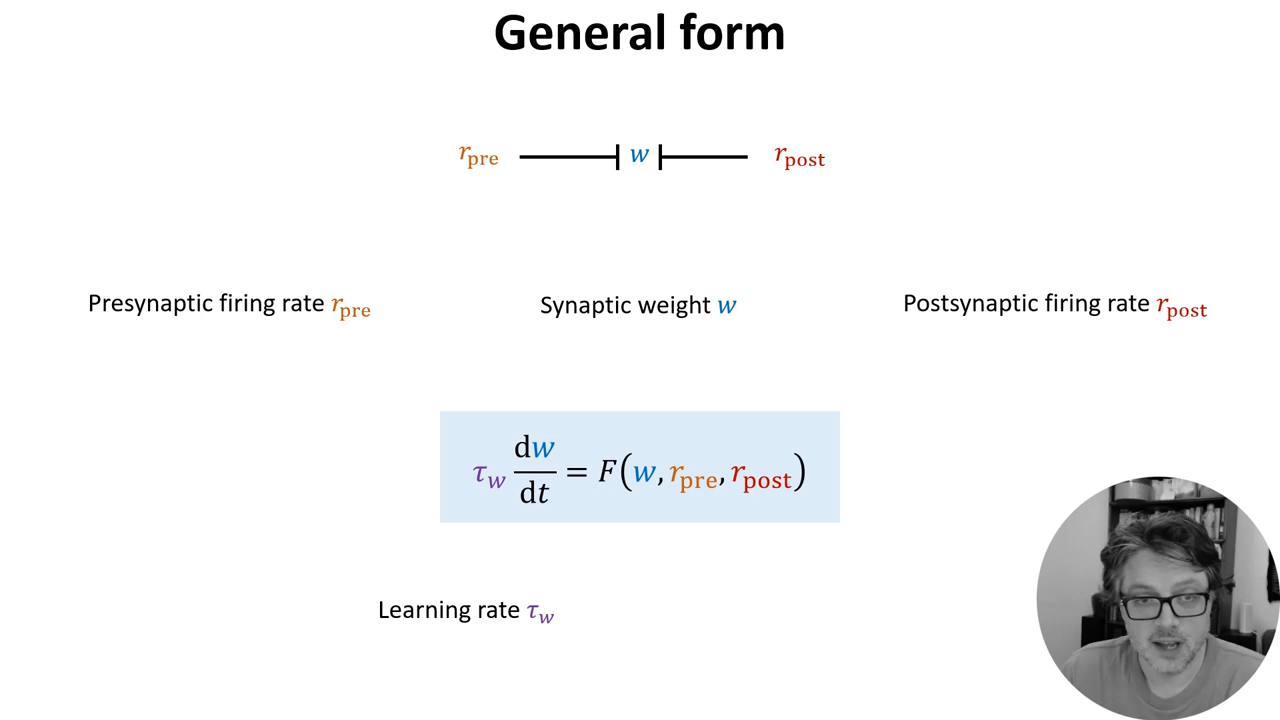 General form
r_pre w r_post
Presynaptic firing rate r_pre
Synaptic weight w
Postsynaptic firing rate r_post
τ_w dw/dt = F(w, r_pre, r_post)
Learning rate τ_w